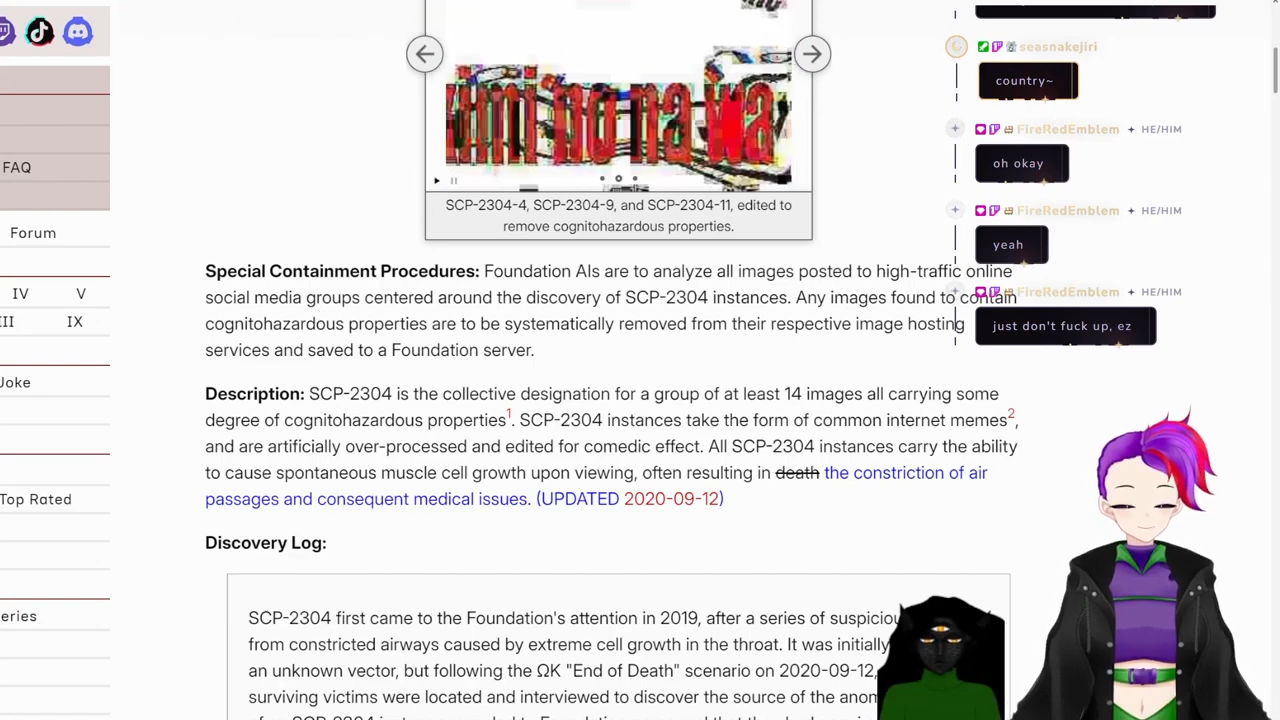 FAQ
Forum
IV V
III IX
Joke
Top Rated
eries
kimi no na wa
SCP-2304-4, SCP-2304-9, and SCP-2304-11, edited to
remove cognitohazardous properties.
Special Containment Procedures: Foundation AIs are to analyze all images posted to high-traffic online
social media groups centered around the discovery of SCP-2304 instances. Any images found to contain
cognitohazardous properties are to be systematically removed from their respective image hosting
services and saved to a Foundation server.
Description: SCP-2304 is the collective designation for a group of at least 14 images all carrying some
degree of cognitohazardous properties1. SCP-2304 instances take the form of common internet memes2,
and are artificially over-processed and edited for comedic effect. All SCP-2304 instances carry the ability
to cause spontaneous muscle cell growth upon viewing, often resulting in death the constriction of air
passages and consequent medical issues. (UPDATED 2020-09-12)
Discovery Log:
SCP-2304 first came to the Foundation's attention in 2019, after a series of suspiciou
from constricted airways caused by extreme cell growth in the throat. It was initially
an unknown vector, but following the ΩK "End of Death" scenario on 2020-09-12,
surviving victims were located and interviewed to discover the source of the anom
seasnakejiri
country~
FireRedEmblem HE/HIM
oh okay
FireRedEmblem HE/HIM
yeah
FireRedEmblem HE/HIM
just don't fuck up, ez